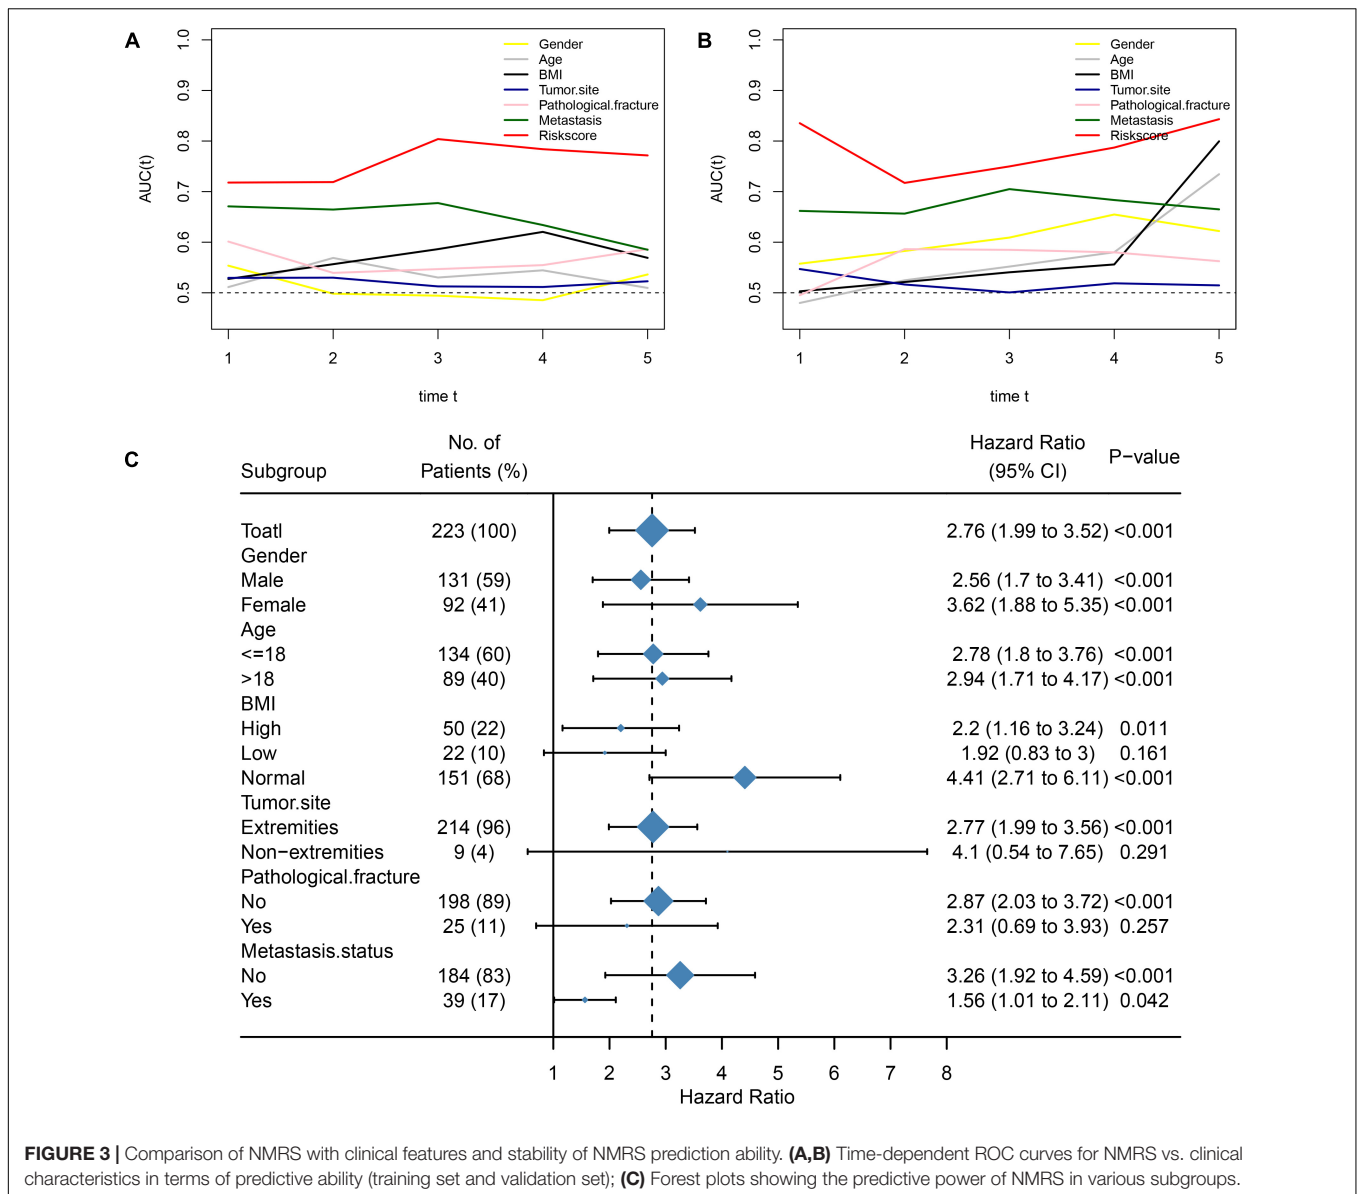 A
1.0
0.9
0.8
0.7
0.6
0.5
AUC(t)
Gender
Age
BMI
Tumor.site
Pathological.fracture
Metastasis
Riskscore
1 2 3 4 5
time t
B
1.0
0.9
0.8
0.7
0.6
0.5
AUC(t)
Gender
Age
BMI
Tumor.site
Pathological.fracture
Metastasis
Riskscore
1 2 3 4 5
time t
C
No. of Hazard Ratio
Subgroup Patients (%) (95% CI) P−value
Toatl 223 (100) 2.76 (1.99 to 3.52) <0.001
Gender
Male 131 (59) 2.56 (1.7 to 3.41) <0.001
Female 92 (41) 3.62 (1.88 to 5.35) <0.001
Age
<=18 134 (60) 2.78 (1.8 to 3.76) <0.001
>18 89 (40) 2.94 (1.71 to 4.17) <0.001
BMI
High 50 (22) 2.2 (1.16 to 3.24) 0.011
Low 22 (10) 1.92 (0.83 to 3) 0.161
Normal 151 (68) 4.41 (2.71 to 6.11) <0.001
Tumor.site
Extremities 214 (96) 2.77 (1.99 to 3.56) <0.001
Non−extremities 9 (4) 4.1 (0.54 to 7.65) 0.291
Pathological.fracture
No 198 (89) 2.87 (2.03 to 3.72) <0.001
Yes 25 (11) 2.31 (0.69 to 3.93) 0.257
Metastasis.status
No 184 (83) 3.26 (1.92 to 4.59) <0.001
Yes 39 (17) 1.56 (1.01 to 2.11) 0.042
1 2 3 4 5 6 7 8
Hazard Ratio
FIGURE 3 | Comparison of NMRS with clinical features and stability of NMRS prediction ability. (A,B) Time-dependent ROC curves for NMRS vs. clinical
characteristics in terms of predictive ability (training set and validation set); (C) Forest plots showing the predictive power of NMRS in various subgroups.